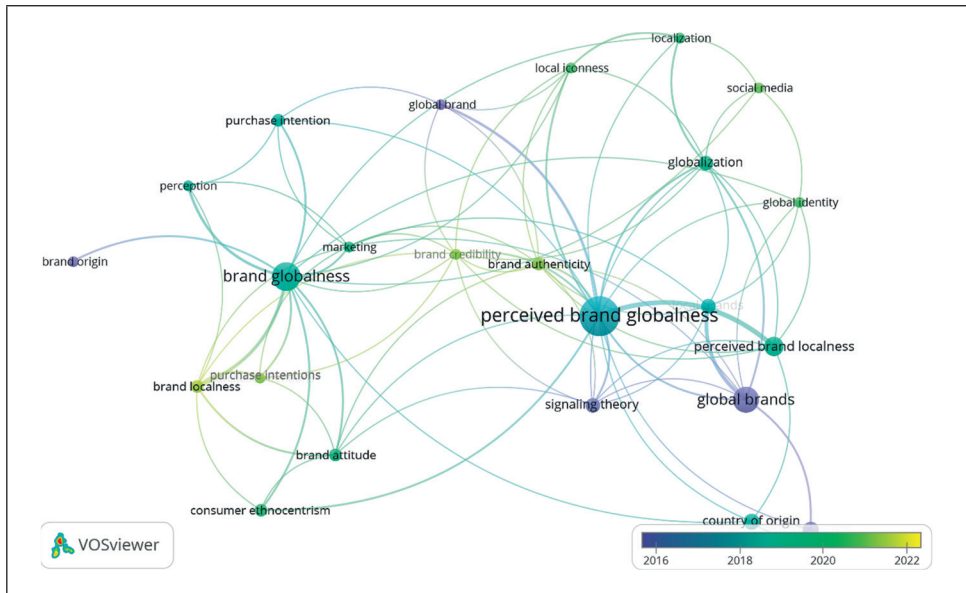 localization
local iconness
social media
global brand
purchase intention
globalization
perception
global identity
marketing
brand credibility
brand origin
brand authenticity
brand globalness
perceived brand globalness
perceived brand localness
purchase intentions
brand localness
global brands
signaling theory
brand attitude
consumer ethnocentrism
country of origin
VOSviewer
2016 2018 2020 2022